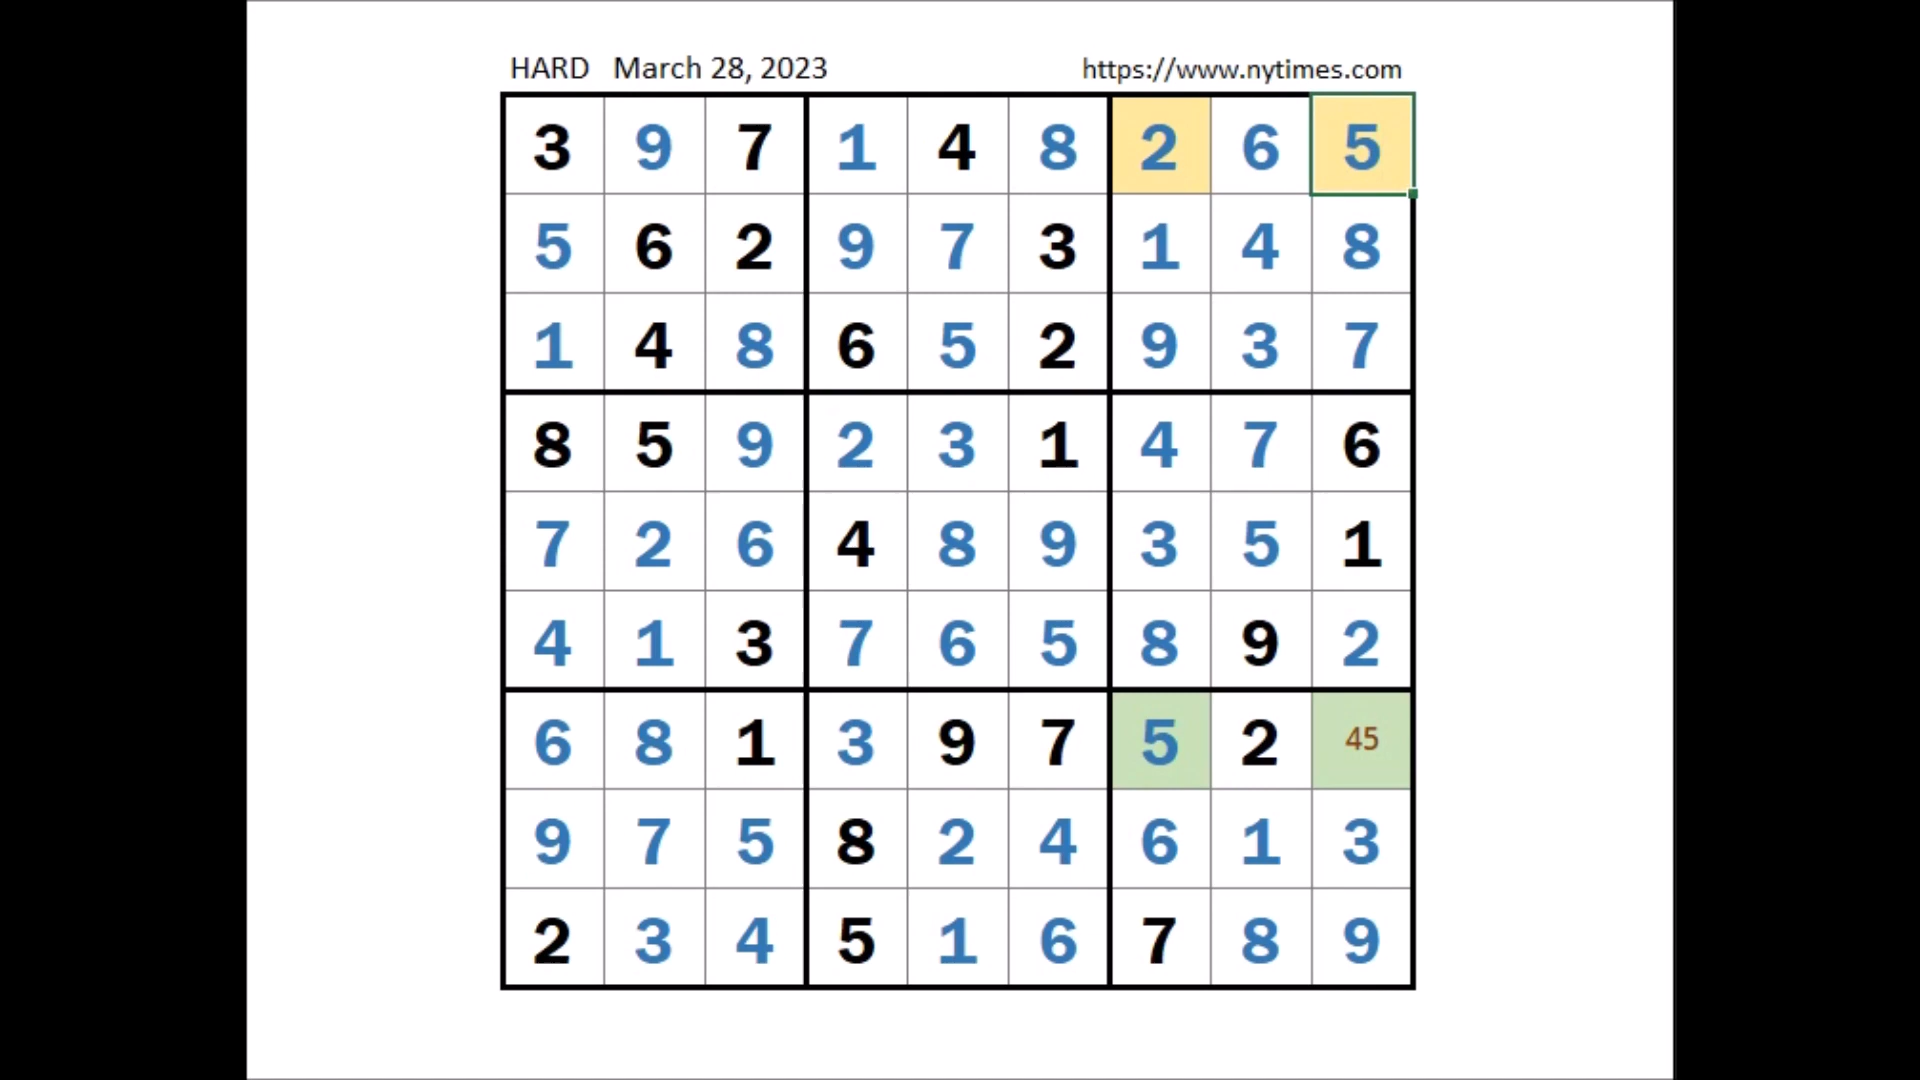 HARD March 28, 2023 https://www.nytimes.com
3 9 7 1 4 8 2 6 5
5 6 2 9 7 3 1 4 8
1 4 8 6 5 2 9 3 7
8 5 9 2 3 1 4 7 6
7 2 6 4 8 9 3 5 1
4 1 3 7 6 5 8 9 2
6 8 1 3 9 7 5 2 45
9 7 5 8 2 4 6 1 3
2 3 4 5 1 6 7 8 9